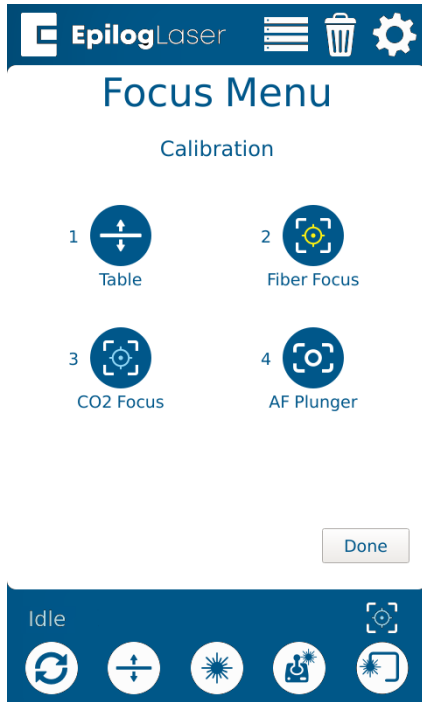 EpilogLaser
Focus Menu
Calibration
1
Table
2
Fiber Focus
3
CO2 Focus
4
AF Plunger
Done
Idle